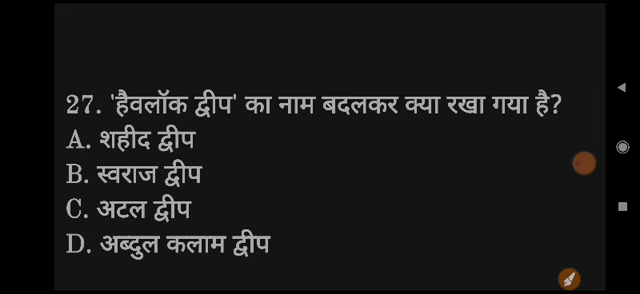 27. 'हैवलॉक द्वीप' का नाम बदलकर क्या रखा गया है?
A. शहीद द्वीप
B. स्वराज द्वीप
C. अटल द्वीप
D. अब्दुल कलाम द्वीप